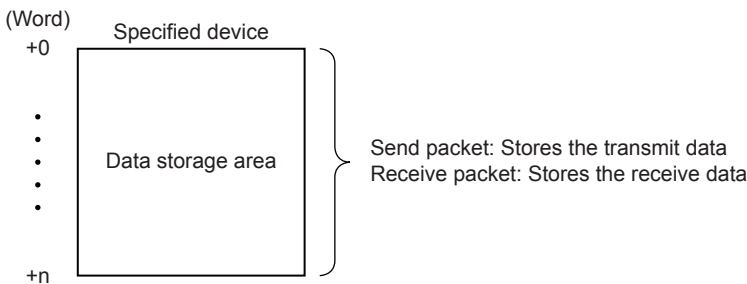 (Word)
Specified device
+0
Data storage area
Send packet: Stores the transmit data
Receive packet: Stores the receive data
+n